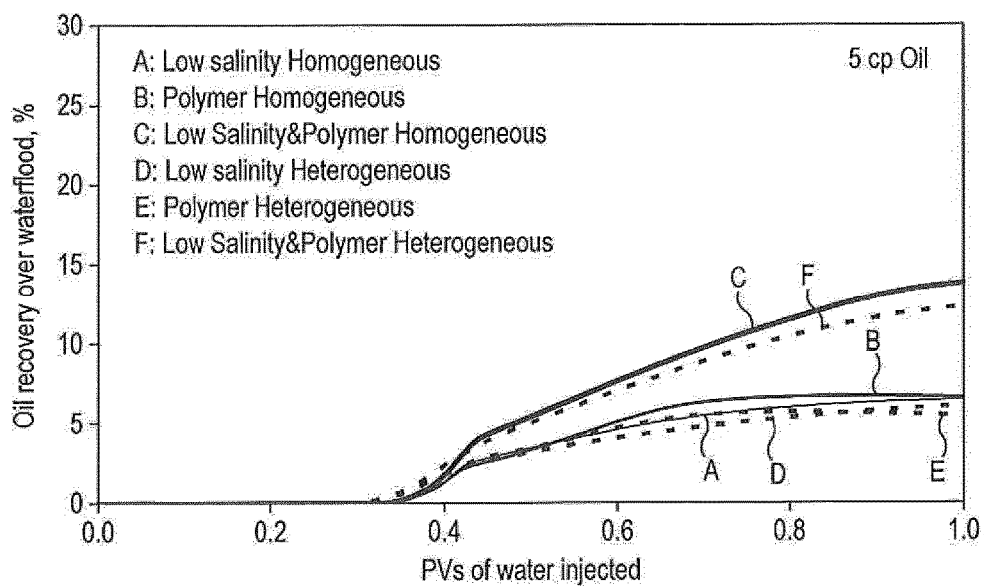 30
A: Low salinity Homogeneous
5 cp Oil
B: Polymer Homogeneous
25
C: Low Salinity&Polymer Homogeneous
D: Low salinity Heterogeneous
20
E: Polymer Heterogeneous
F: Low Salinity&Polymer Heterogeneous
15
Oil recovery over waterflood, %
C
F
10
B
5
A
D
E
0
0.0
0.2
0.4
0.6
0.8
1.0
PVs of water injected